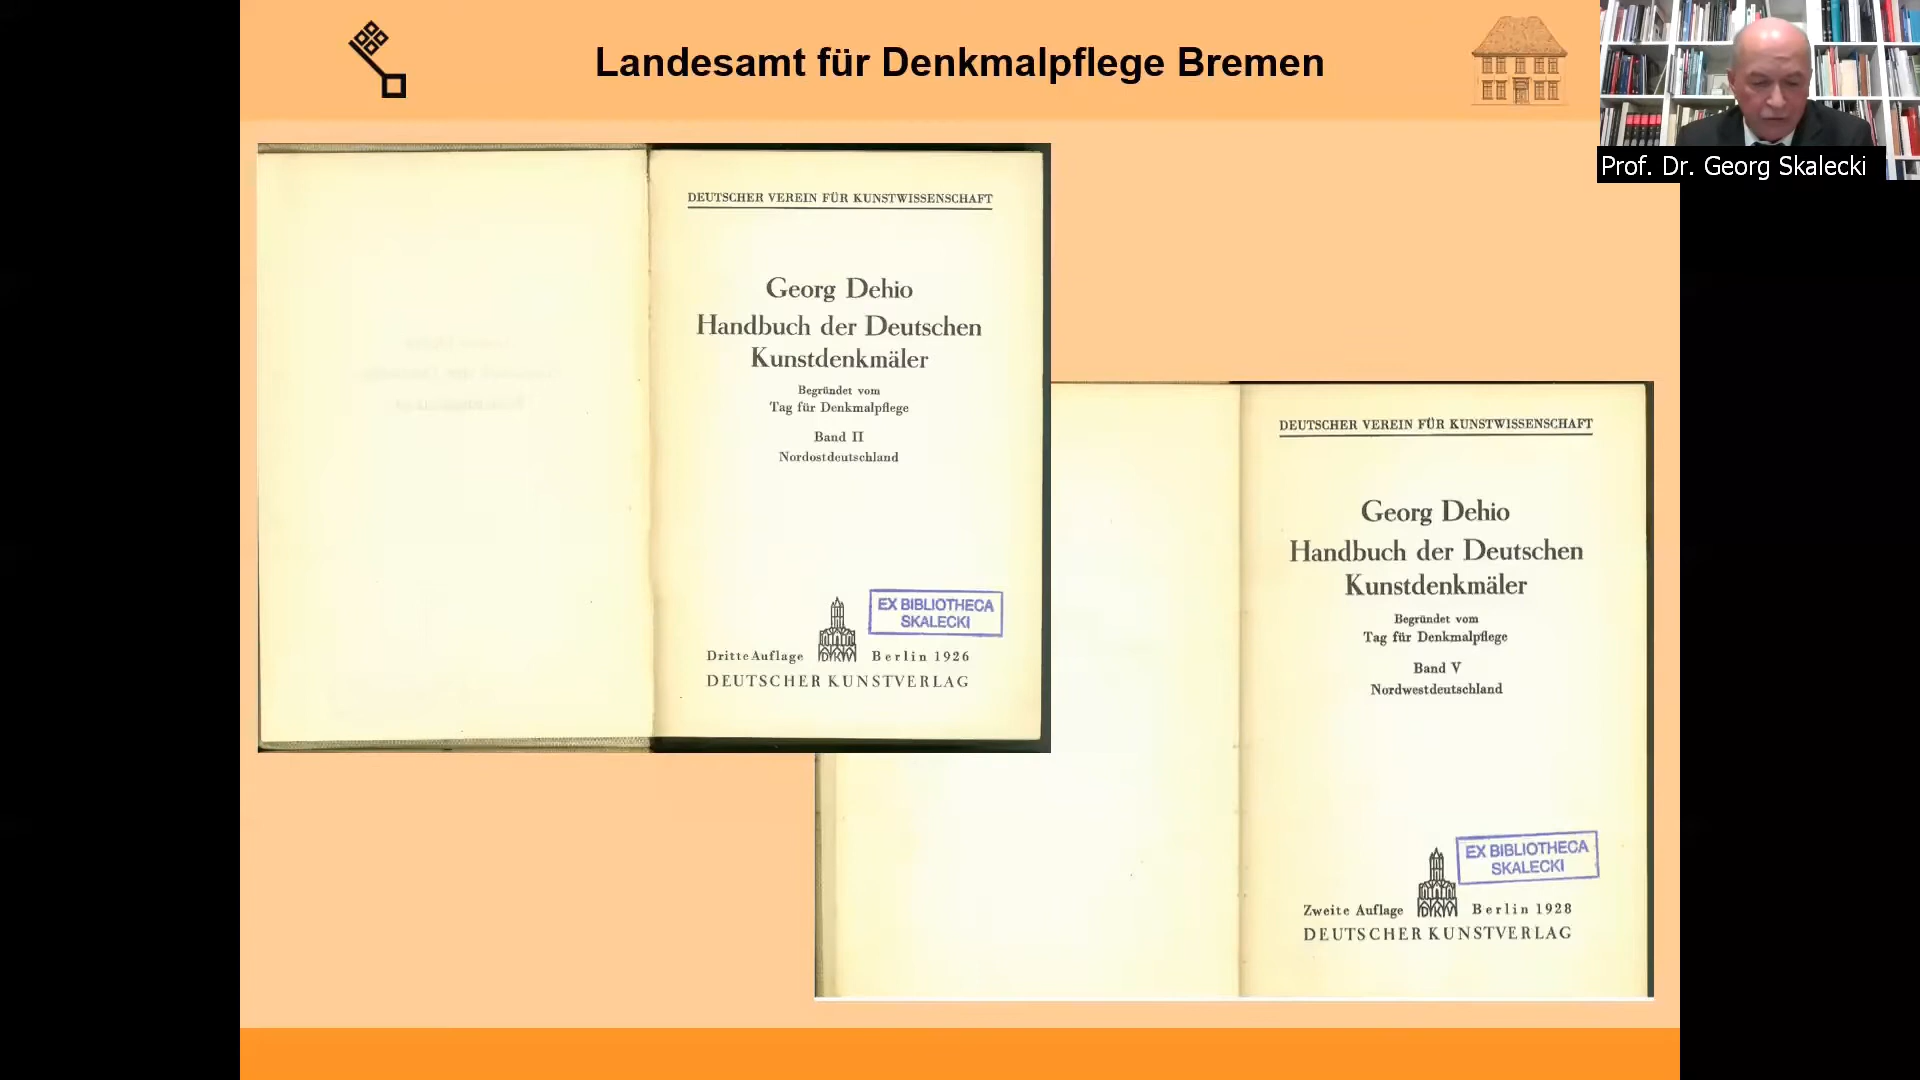 Landesamt für Denkmalpflege Bremen
Prof. Dr. Georg Skalecki
DEUTSCHER VEREIN FÜR KUNSTWISSENSCHAFT
Georg Dehio
Handbuch der Deutschen
Kunstdenkmäler
Begründet vom
Tag für Denkmalpflege
Band II
Nordostdeutschland
EX BIBLIOTHECA
SKALECKI
Dritte Auflage DKV Berlin 1926
DEUTSCHER KUNSTVERLAG
DEUTSCHER VEREIN FÜR KUNSTWISSENSCHAFT
Georg Dehio
Handbuch der Deutschen
Kunstdenkmäler
Begründet vom
Tag für Denkmalpflege
Band V
Nordwestdeutschland
EX BIBLIOTHECA
SKALECKI
Zweite Auflage DKV Berlin 1928
DEUTSCHER KUNSTVERLAG